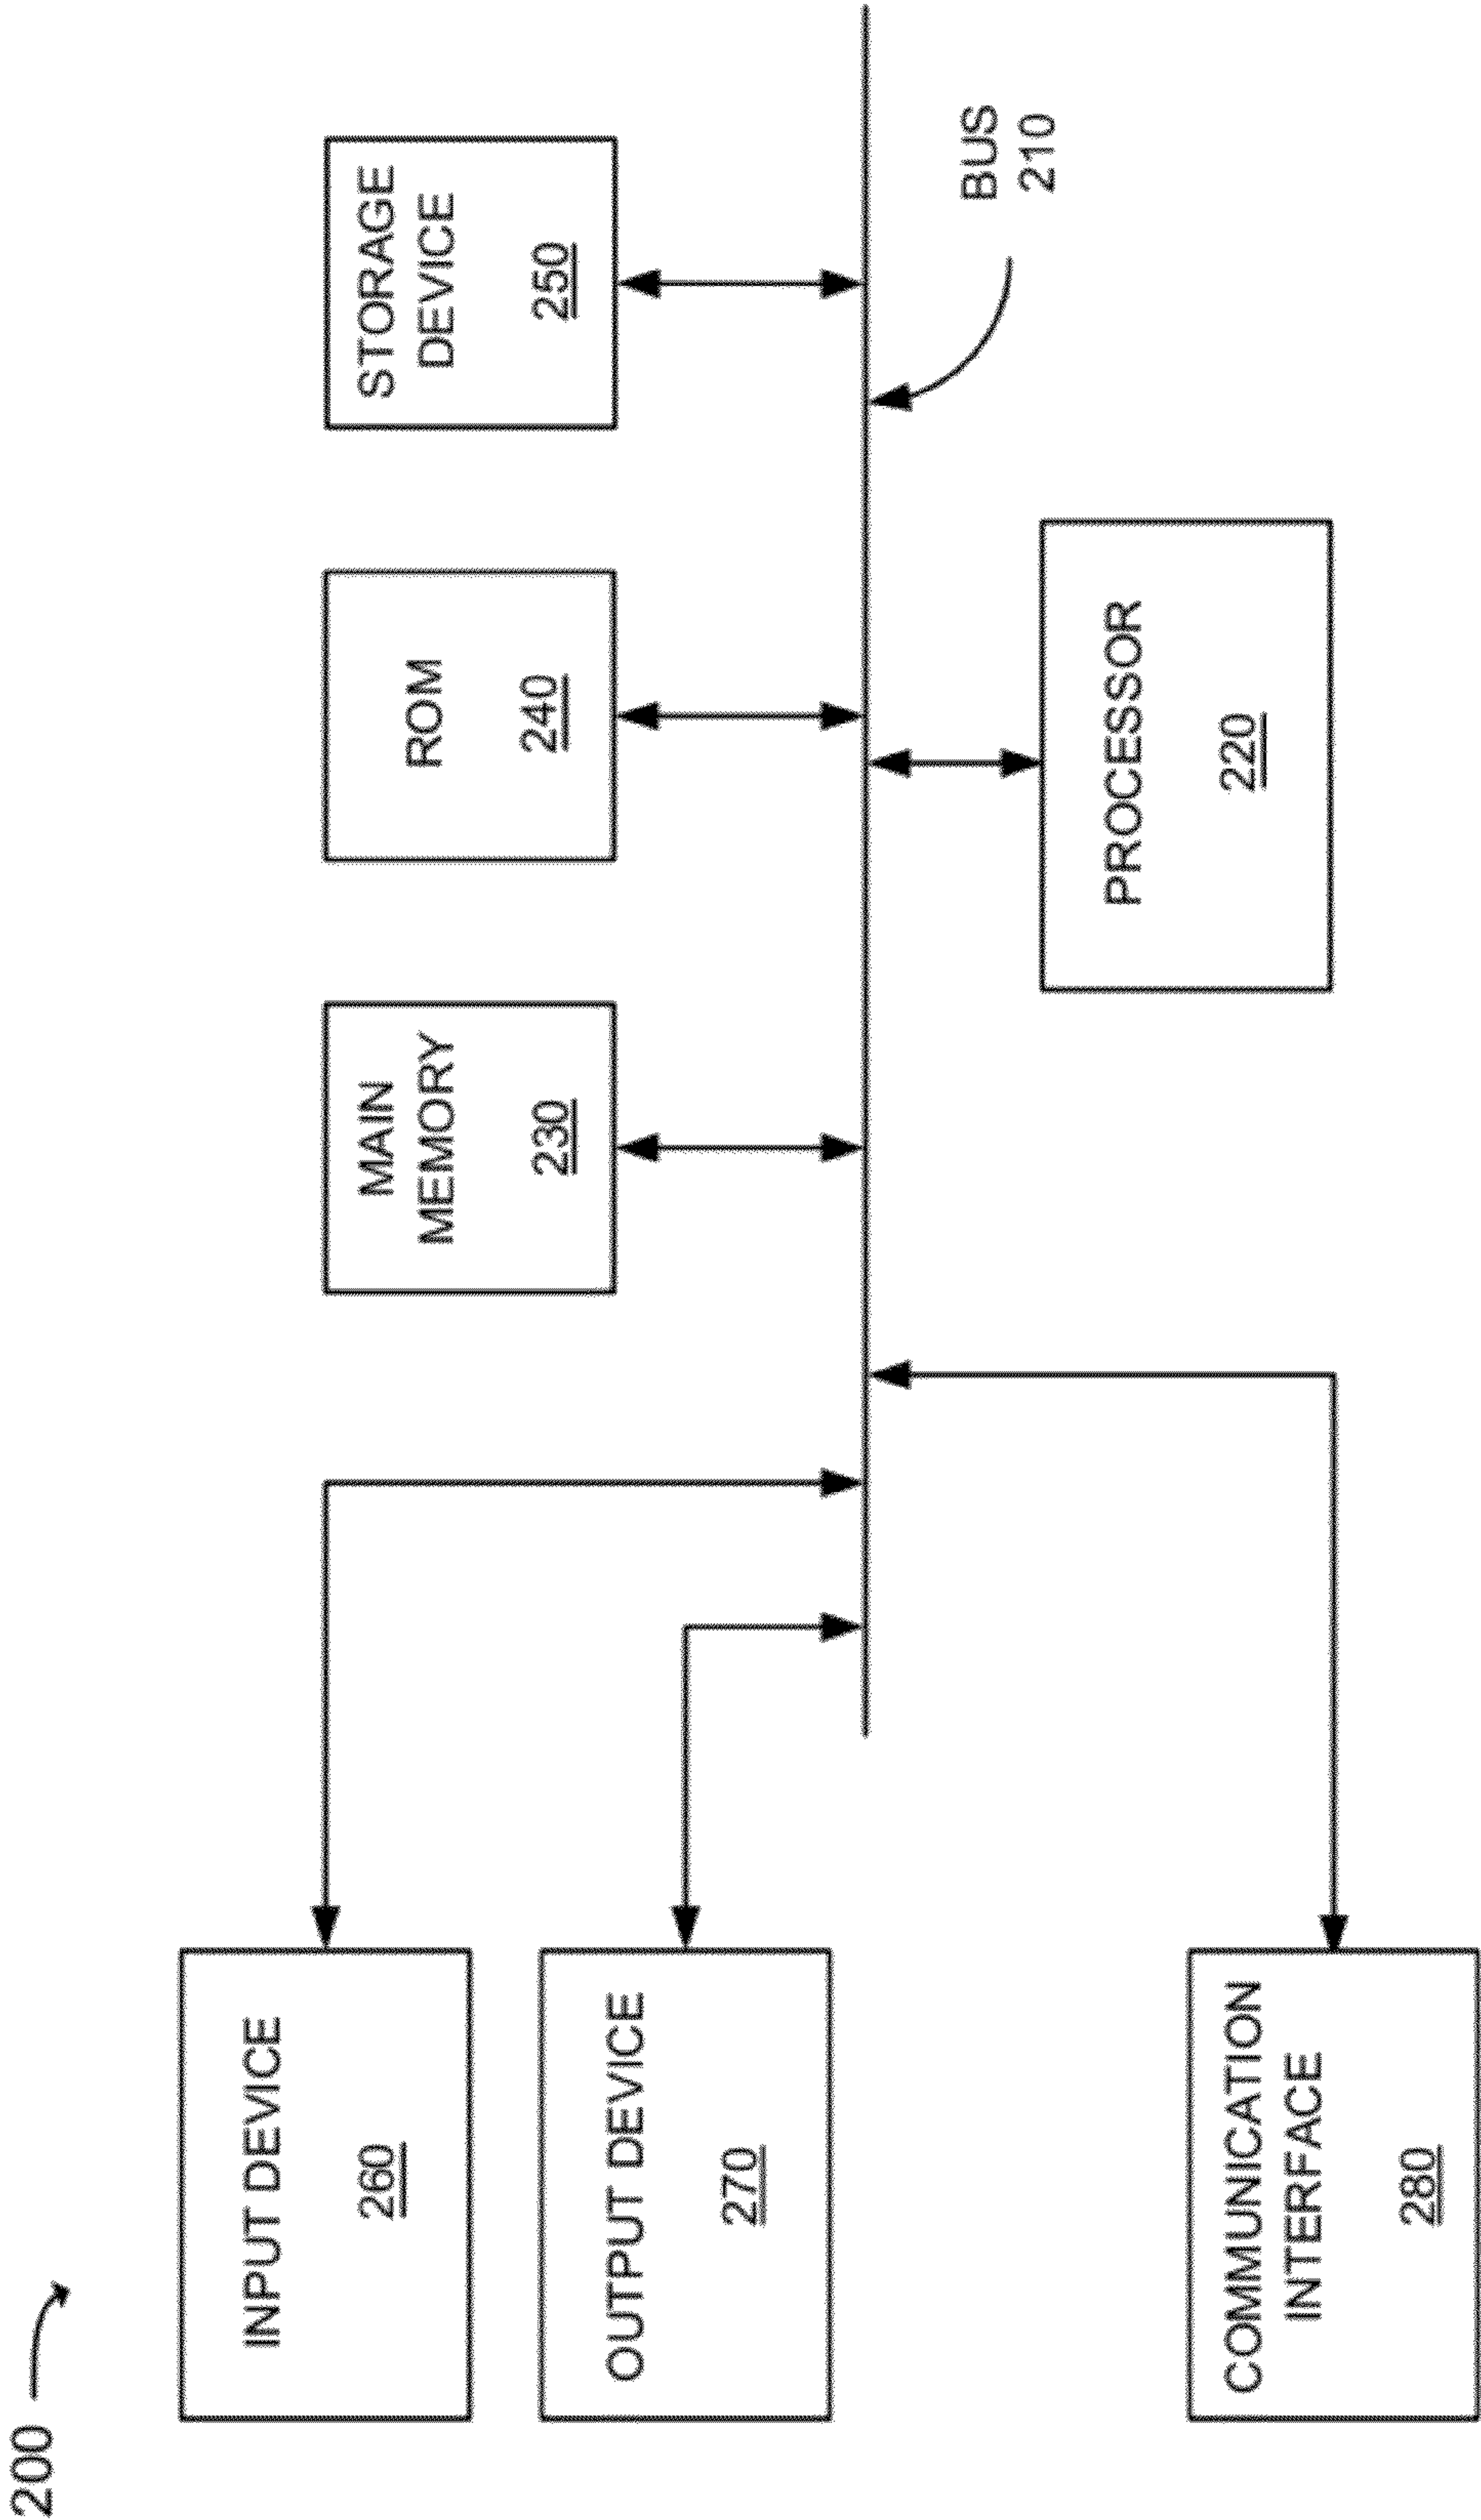 200
INPUT DEVICE
260
OUTPUT DEVICE
270
COMMUNICATION
INTERFACE
280
MAIN
MEMORY
230
ROM
240
STORAGE
DEVICE
250
PROCESSOR
220
BUS
210